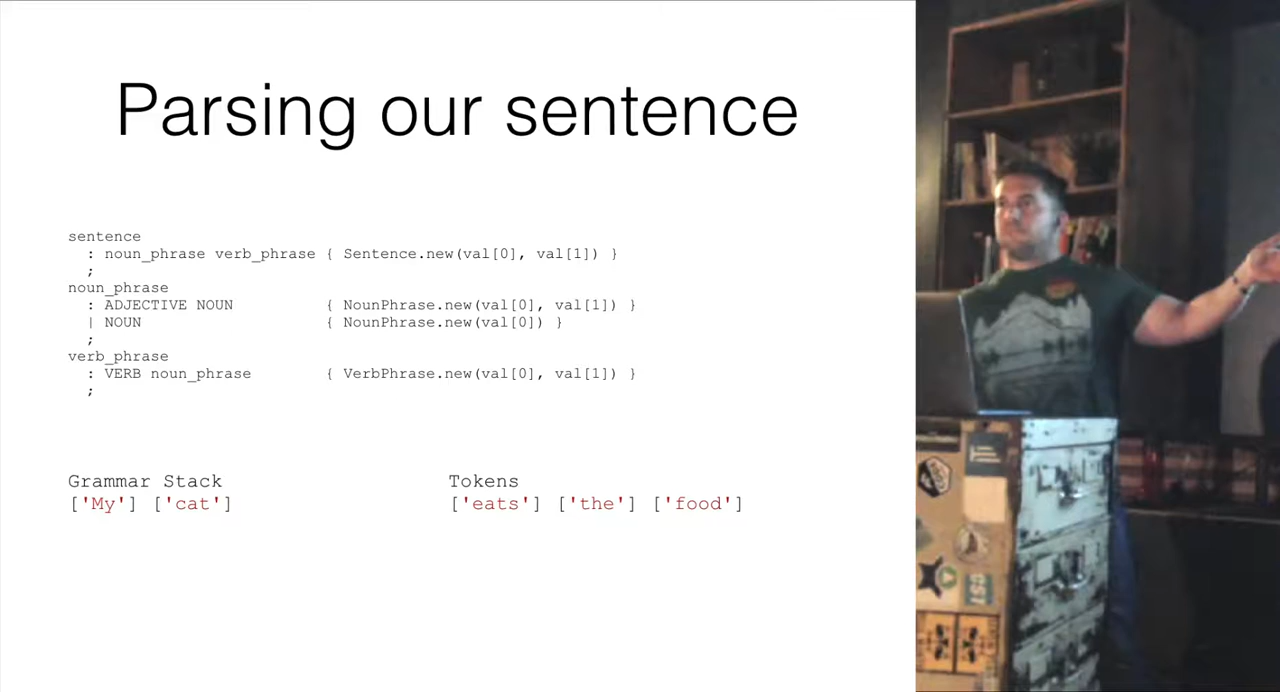 Parsing our sentence
sentence
: noun_phrase verb_phrase { Sentence.new(val[0], val[1]) }
;
noun_phrase
: ADJECTIVE NOUN { NounPhrase.new(val[0], val[1]) }
| NOUN { NounPhrase.new(val[0]) }
;
verb_phrase
: VERB noun_phrase { VerbPhrase.new(val[0], val[1]) }
;
Grammar Stack
['My'] ['cat']
Tokens
['eats'] ['the'] ['food']